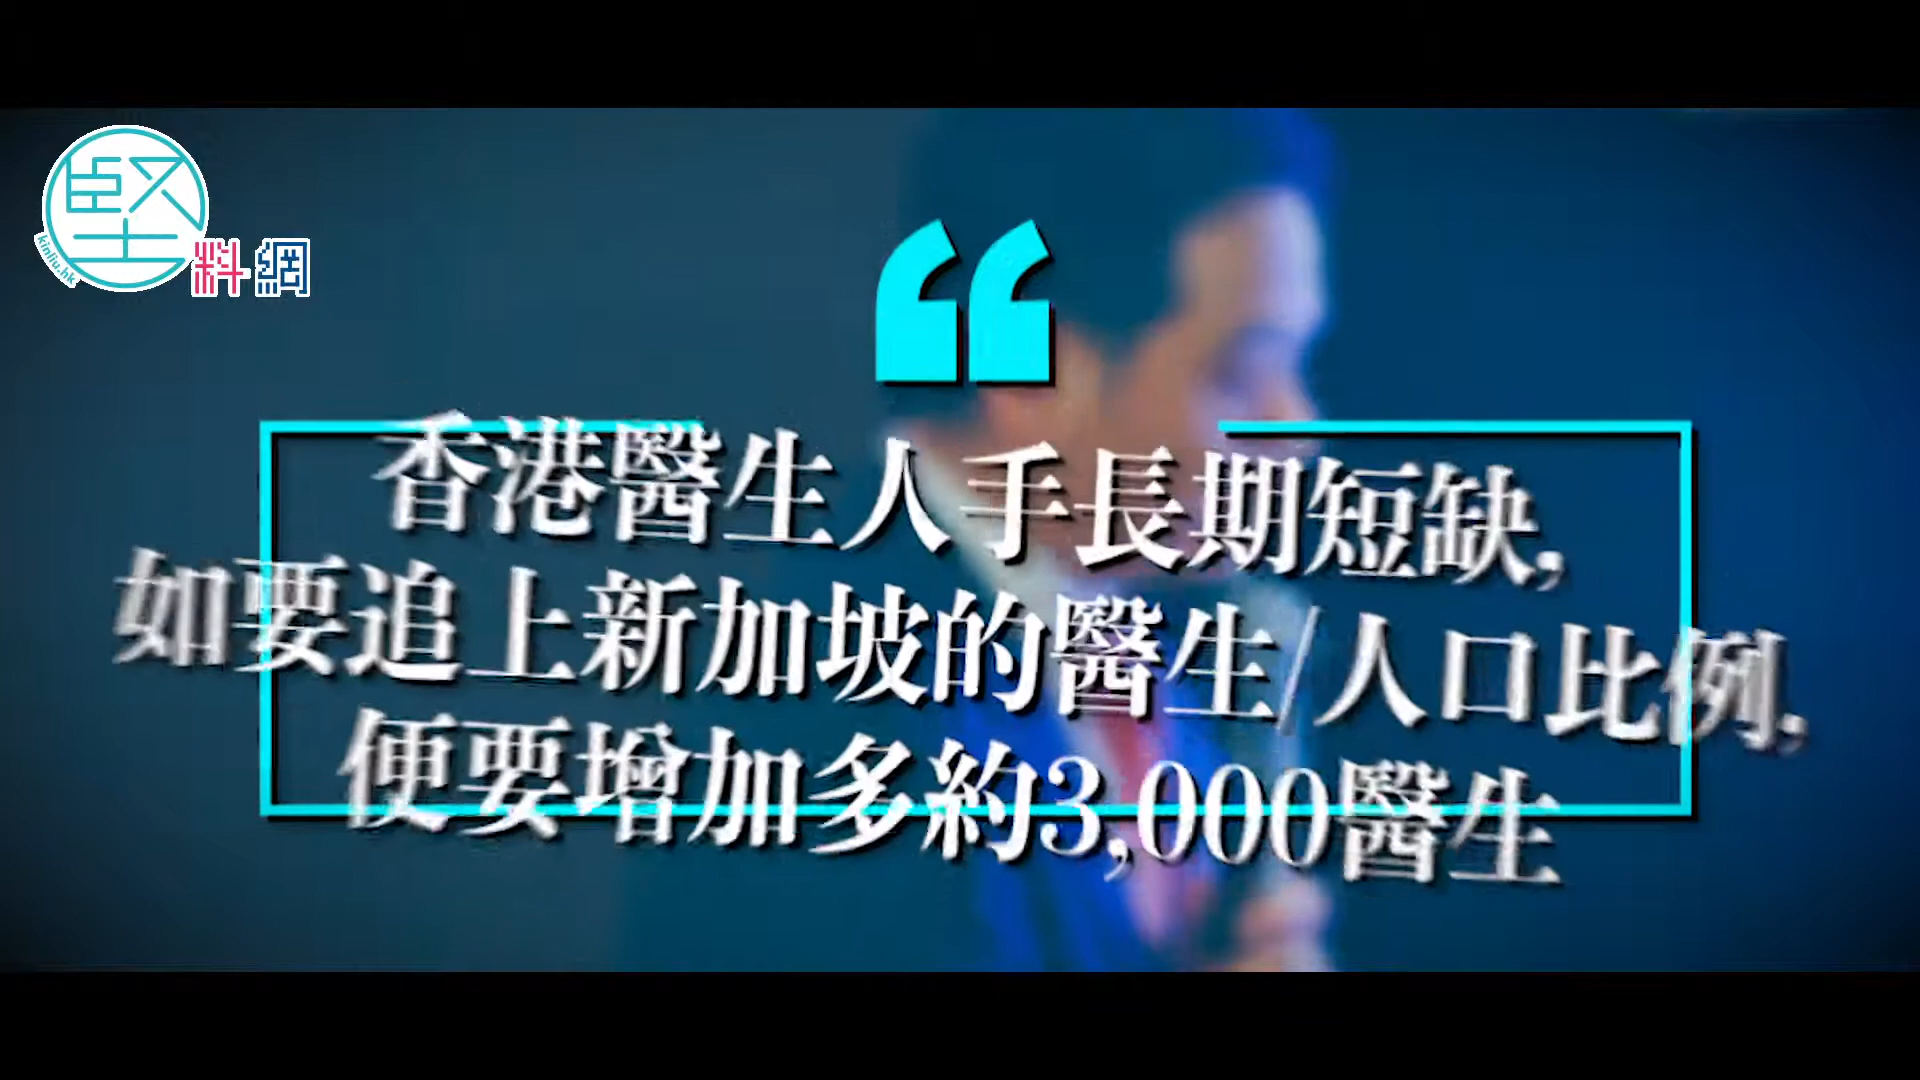 堅料網
kinliu.hk
香港醫生人手長期短缺,
如要追上新加坡的醫生/人口比例,
便要增加多約3,000醫生